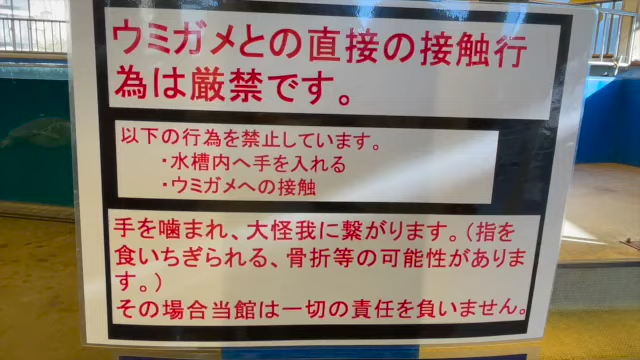 ウミガメとの直接の接触行
為は厳禁です。
以下の行為を禁止しています。
・水槽内へ手を入れる
・ウミガメへの接触
手を噛まれ、大怪我に繋がります。（指を
食いちぎられる、骨折等の可能性がありま
す。）
その場合当館は一切の責任を負いません。